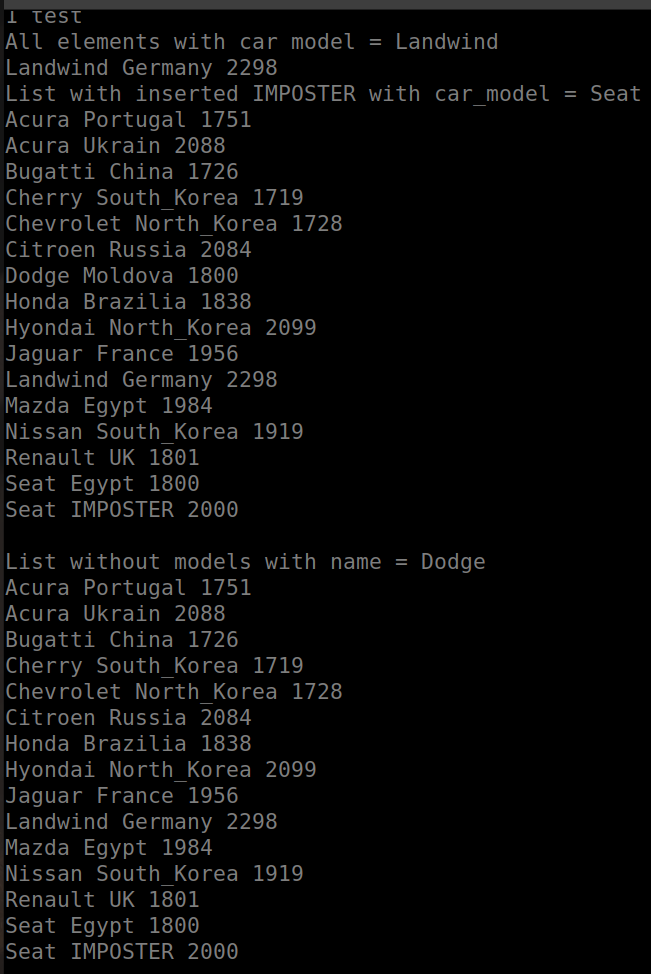 1 test
All elements with car model = Landwind
Landwind Germany 2298
List with inserted IMPOSTER with car_model = Seat
Acura Portugal 1751
Acura Ukrain 2088
Bugatti China 1726
Cherry South_Korea 1719
Chevrolet North_Korea 1728
Citroen Russia 2084
Dodge Moldova 1800
Honda Brazilia 1838
Hyondai North_Korea 2099
Jaguar France 1956
Landwind Germany 2298
Mazda Egypt 1984
Nissan South_Korea 1919
Renault UK 1801
Seat Egypt 1800
Seat IMPOSTER 2000
List without models with name = Dodge
Acura Portugal 1751
Acura Ukrain 2088
Bugatti China 1726
Cherry South_Korea 1719
Chevrolet North_Korea 1728
Citroen Russia 2084
Honda Brazilia 1838
Hyondai North_Korea 2099
Jaguar France 1956
Landwind Germany 2298
Mazda Egypt 1984
Nissan South_Korea 1919
Renault UK 1801
Seat Egypt 1800
Seat IMPOSTER 2000